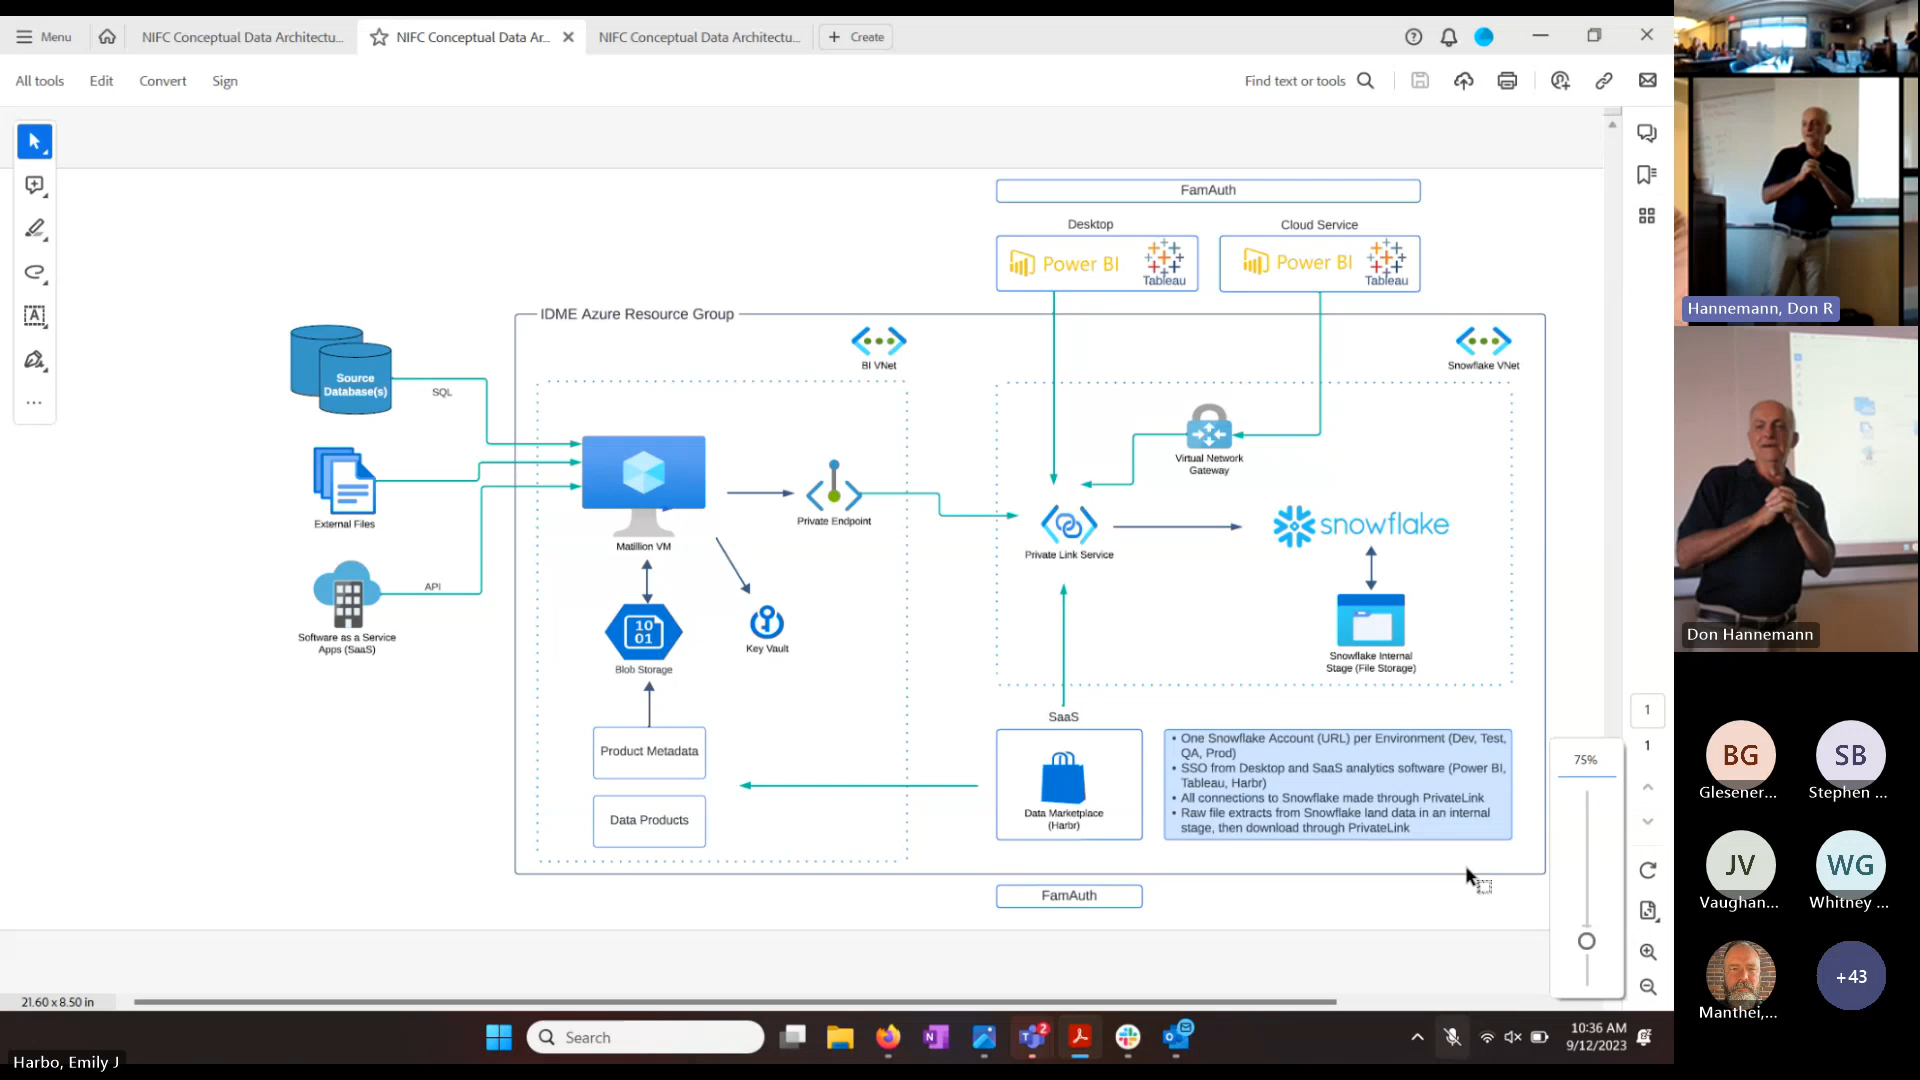 Menu
NIFC Conceptual Data Architectu...
NIFC Conceptual Data Ar...
NIFC Conceptual Data Architectu...
Create
All tools
Edit
Convert
Sign
Find text or tools
FamAuth
Desktop
Cloud Service
Power BI
Tableau
Power BI
Tableau
IDME Azure Resource Group
BI VNet
Snowflake VNet
Source
Database(s)
SQL
External Files
API
Software as a Service
Apps (SaaS)
Matillion VM
Private Endpoint
10
01
Blob Storage
Key Vault
Product Metadata
Data Products
Virtual Network
Gateway
Private Link Service
snowflake
Snowflake Internal
Stage (File Storage)
SaaS
Data Marketplace
(Harbr)
• One Snowflake Account (URL) per Environment (Dev, Test,
QA, Prod)
• SSO from Desktop and SaaS analytics software (Power BI,
Tableau, Harbr)
• All connections to Snowflake made through PrivateLink
• Raw file extracts from Snowflake land data in an internal
stage, then download through PrivateLink
FamAuth
1
1
75%
21.60 x 8.50 in
Search
2
10:36 AM
9/12/2023
Harbo, Emily J
Hannemann, Don R
Don Hannemann
BG
Glesener...
SB
Stephen ...
JV
Vaughan...
WG
Whitney ...
Manthei,...
+43